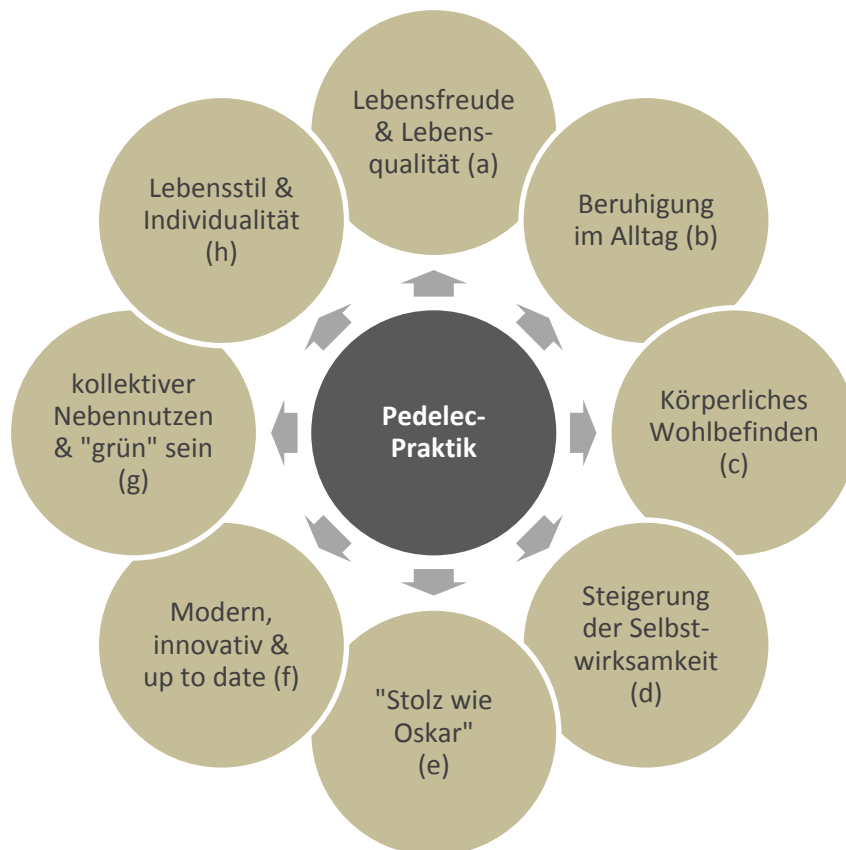 Lebensfreude
& Lebens-
qualität (a)
Beruhigung
im Alltag (b)
Körperliches
Wohlbefinden
(c)
Steigerung
der Selbst-
wirksamkeit
(d)
"Stolz wie
Oskar"
(e)
Modern,
innovativ &
up to date (f)
kollektiver
Nebennutzen
& "grün" sein
(g)
Lebensstil &
Individualität
(h)
Pedelec-
Praktik